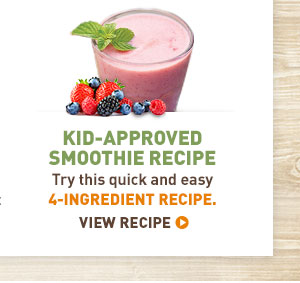 KID-APPROVED
SMOOTHIE RECIPE
Try this quick and easy
4-INGREDIENT RECIPE.
VIEW RECIPE